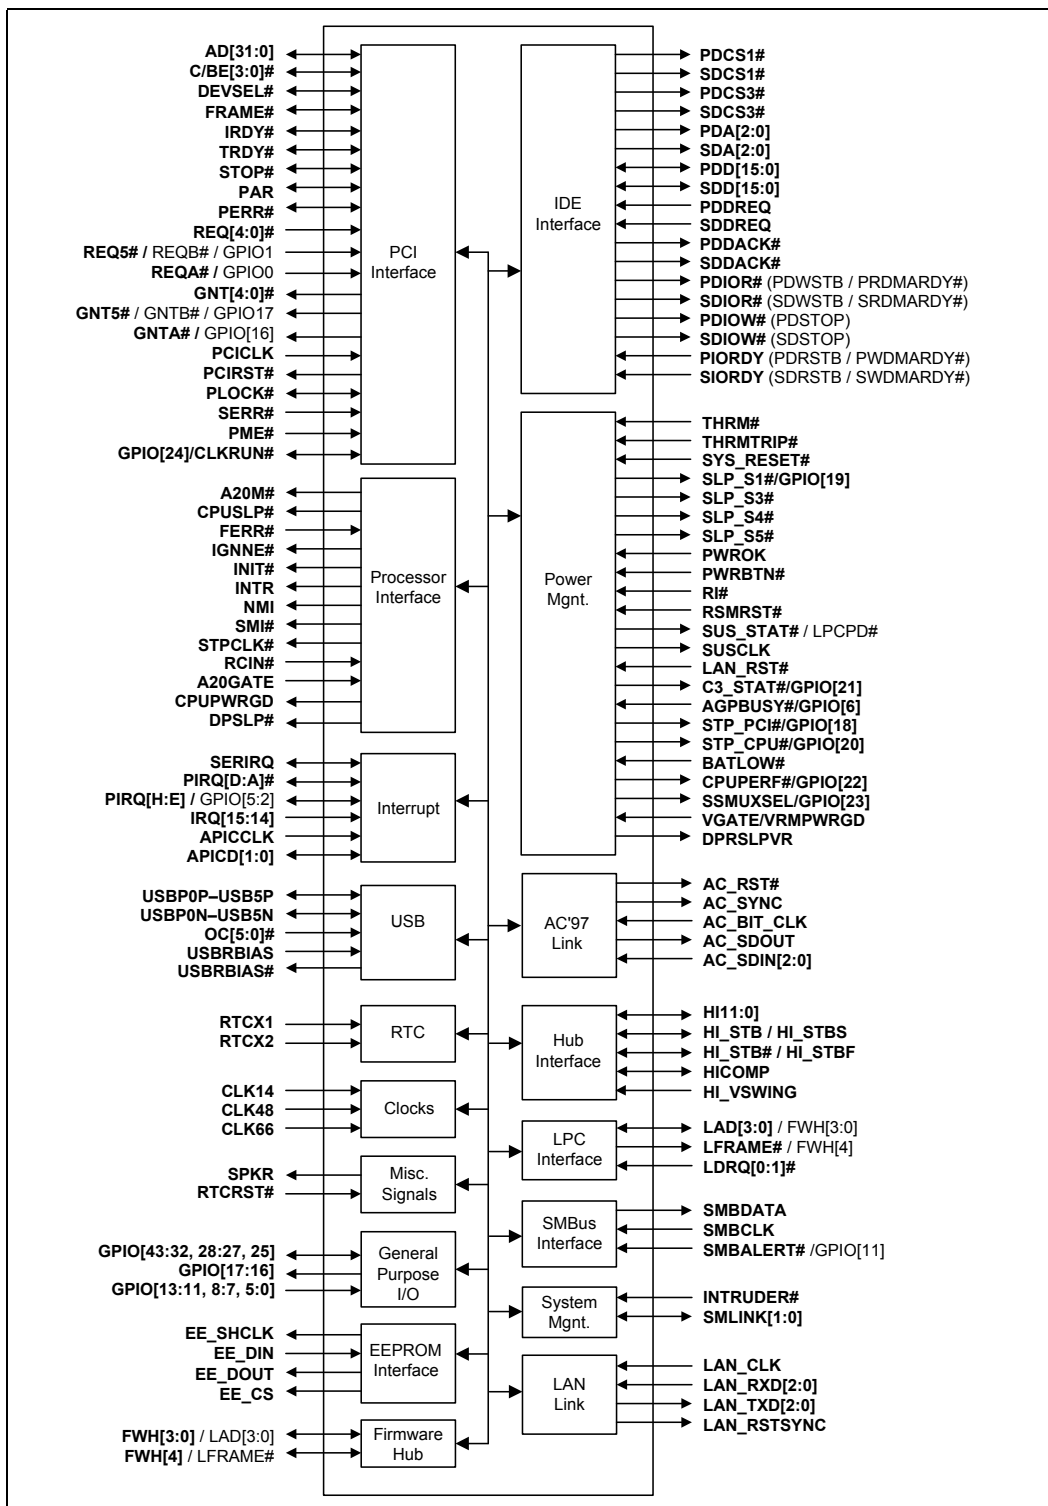 AD[31:0]
C/BE[3:0]#
DEVSEL#
FRAME#
IRDY#
TRDY#
STOP#
PAR
PERR#
REQ[4:0]#
REQ5# / REQB# / GPIO1
REQA# / GPIO0
GNT[4:0]#
GNT5# / GNTB# / GPIO17
GNTA# / GPIO[16]
PCICLK
PCIRST#
PLOCK#
SERR#
PME#
GPIO[24]/CLKRUN#
PCI
Interface
A20M#
CPUSLP#
FERR#
IGNNE#
INIT#
INTR
NMI
SMI#
STPCLK#
RCIN#
A20GATE
CPUPWRGD
DPSLP#
Processor
Interface
SERIRQ
PIRQ[D:A]#
PIRQ[H:E] / GPIO[5:2]
IRQ[15:14]
APICCLK
APICD[1:0]
Interrupt
USBP0P–USB5P
USBP0N–USB5N
OC[5:0]#
USBRBIAS
USBRBIAS#
USB
RTCX1
RTCX2
RTC
CLK14
CLK48
CLK66
Clocks
SPKR
RTCRST#
Misc.
Signals
GPIO[43:32, 28:27, 25]
GPIO[17:16]
GPIO[13:11, 8:7, 5:0]
General
Purpose
I/O
EE_SHCLK
EE_DIN
EE_DOUT
EE_CS
EEPROM
Interface
FWH[3:0] / LAD[3:0]
FWH[4] / LFRAME#
Firmware
Hub
IDE
Interface
PDCS1#
SDCS1#
PDCS3#
SDCS3#
PDA[2:0]
SDA[2:0]
PDD[15:0]
SDD[15:0]
PDDREQ
SDDREQ
PDDACK#
SDDACK#
PDIOR# (PDWSTB / PRDMARDY#)
SDIOR# (SDWSTB / SRDMARDY#)
PDIOW# (PDSTOP)
SDIOW# (SDSTOP)
PIORDY (PDRSTB / PWDMARDY#)
SIORDY (SDRSTB / SWDMARDY#)
Power
Mgnt.
THRM#
THRMTRIP#
SYS_RESET#
SLP_S1#/GPIO[19]
SLP_S3#
SLP_S4#
SLP_S5#
PWROK
PWRBTN#
RI#
RSMRST#
SUS_STAT# / LPCPD#
SUSCLK
LAN_RST#
C3_STAT#/GPIO[21]
AGPBUSY#/GPIO[6]
STP_PCI#/GPIO[18]
STP_CPU#/GPIO[20]
BATLOW#
CPUPERF#/GPIO[22]
SSMUXSEL/GPIO[23]
VGATE/VRMPWRGD
DPRSLPVR
AC'97
Link
AC_RST#
AC_SYNC
AC_BIT_CLK
AC_SDOUT
AC_SDIN[2:0]
Hub
Interface
HI11:0]
HI_STB / HI_STBS
HI_STB# / HI_STBF
HICOMP
HI_VSWING
LPC
Interface
LAD[3:0] / FWH[3:0]
LFRAME# / FWH[4]
LDRQ[0:1]#
SMBus
Interface
SMBDATA
SMBCLK
SMBALERT# /GPIO[11]
System
Mgnt.
INTRUDER#
SMLINK[1:0]
LAN
Link
LAN_CLK
LAN_RXD[2:0]
LAN_TXD[2:0]
LAN_RSTSYNC